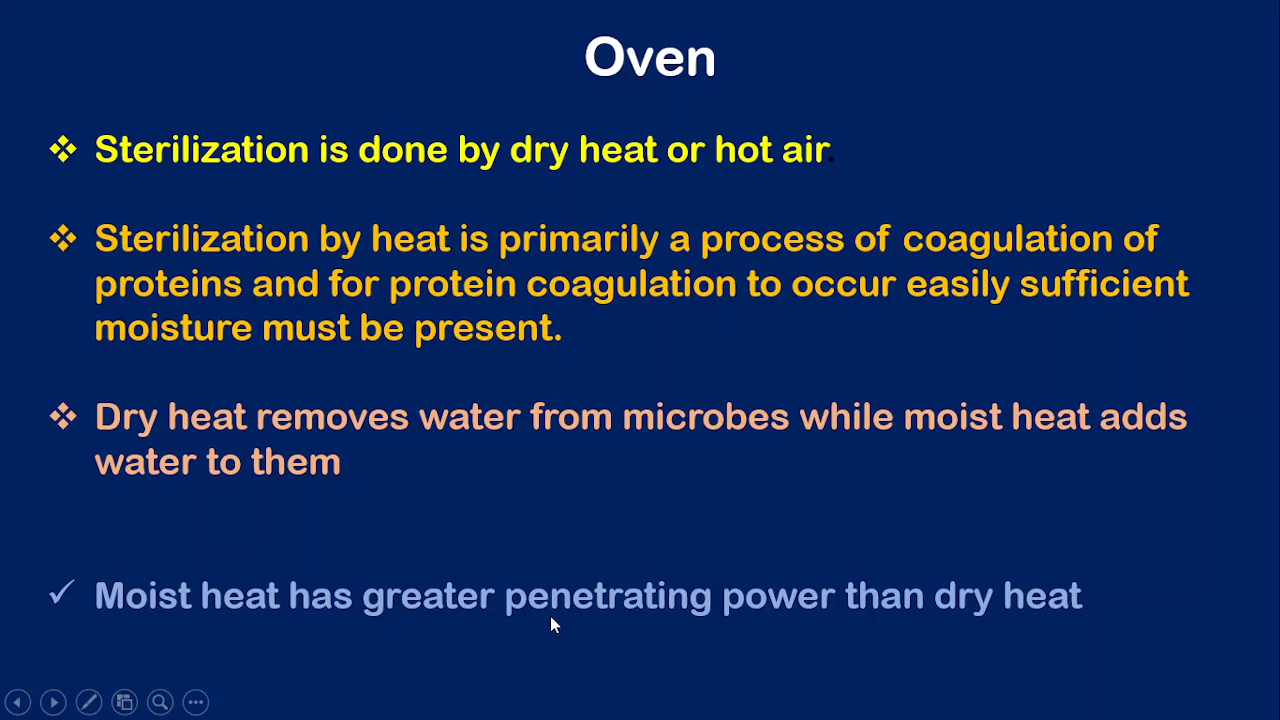 Oven
❖ Sterilization is done by dry heat or hot air.
❖ Sterilization by heat is primarily a process of coagulation of
proteins and for protein coagulation to occur easily sufficient
moisture must be present.
❖ Dry heat removes water from microbes while moist heat adds
water to them
✓ Moist heat has greater penetrating power than dry heat